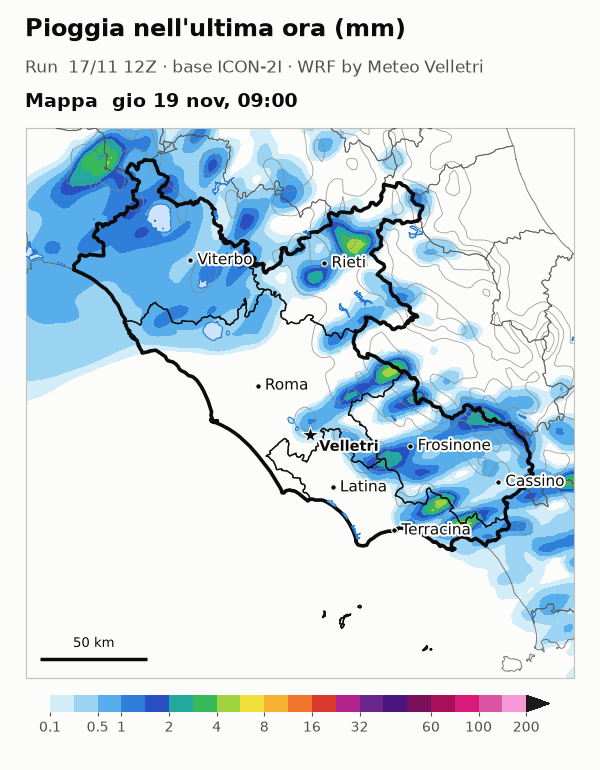 Pioggia nell'ultima ora (mm)
Run  17/11 12Z · base ICON-2I · WRF by Meteo Velletri
Mappa  gio 19 nov, 09:00
Viterbo
Rieti
Roma
Velletri
Frosinone
Cassino
Latina
Terracina
50 km
0.1 0.5 1 2 4 8 16 32 60 100 200